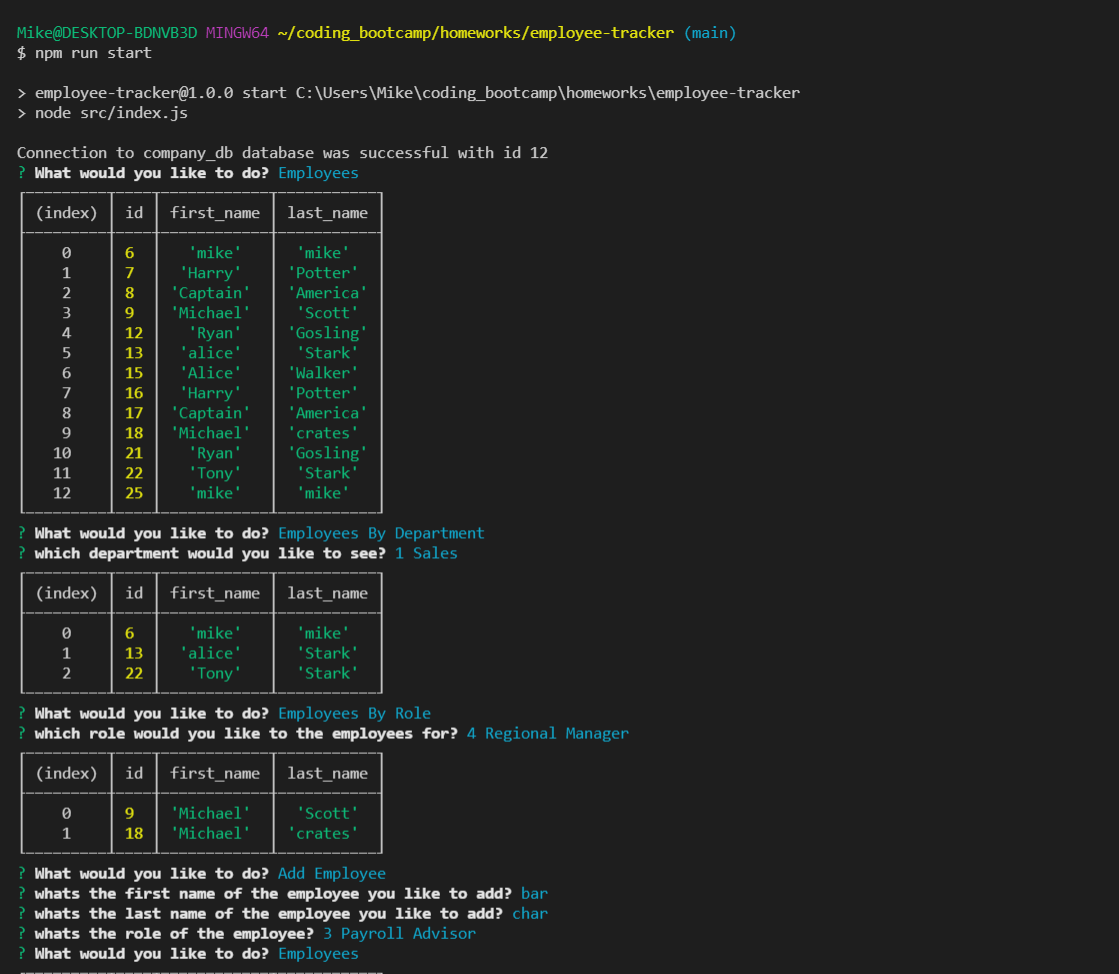 Mike@DESKTOP-BDNVB3D MINGW64 ~/coding_bootcamp/homeworks/employee-tracker (main)
$ npm run start
> employee-tracker@1.0.0 start C:\Users\Mike\coding_bootcamp\homeworks\employee-tracker
> node src/index.js
Connection to company_db database was successful with id 12
? What would you like to do? Employees
(index) id first_name last_name
0 6 'mike' 'mike'
1 7 'Harry' 'Potter'
2 8 'Captain' 'America'
3 9 'Michael' 'Scott'
4 12 'Ryan' 'Gosling'
5 13 'alice' 'Stark'
6 15 'Alice' 'Walker'
7 16 'Harry' 'Potter'
8 17 'Captain' 'America'
9 18 'Michael' 'crates'
10 21 'Ryan' 'Gosling'
11 22 'Tony' 'Stark'
12 25 'mike' 'mike'
? What would you like to do? Employees By Department
? which department would you like to see? 1 Sales
(index) id first_name last_name
0 6 'mike' 'mike'
1 13 'alice' 'Stark'
2 22 'Tony' 'Stark'
? What would you like to do? Employees By Role
? which role would you like to the employees for? 4 Regional Manager
(index) id first_name last_name
0 9 'Michael' 'Scott'
1 18 'Michael' 'crates'
? What would you like to do? Add Employee
? whats the first name of the employee you like to add? bar
? whats the last name of the employee you like to add? char
? whats the role of the employee? 3 Payroll Advisor
? What would you like to do? Employees